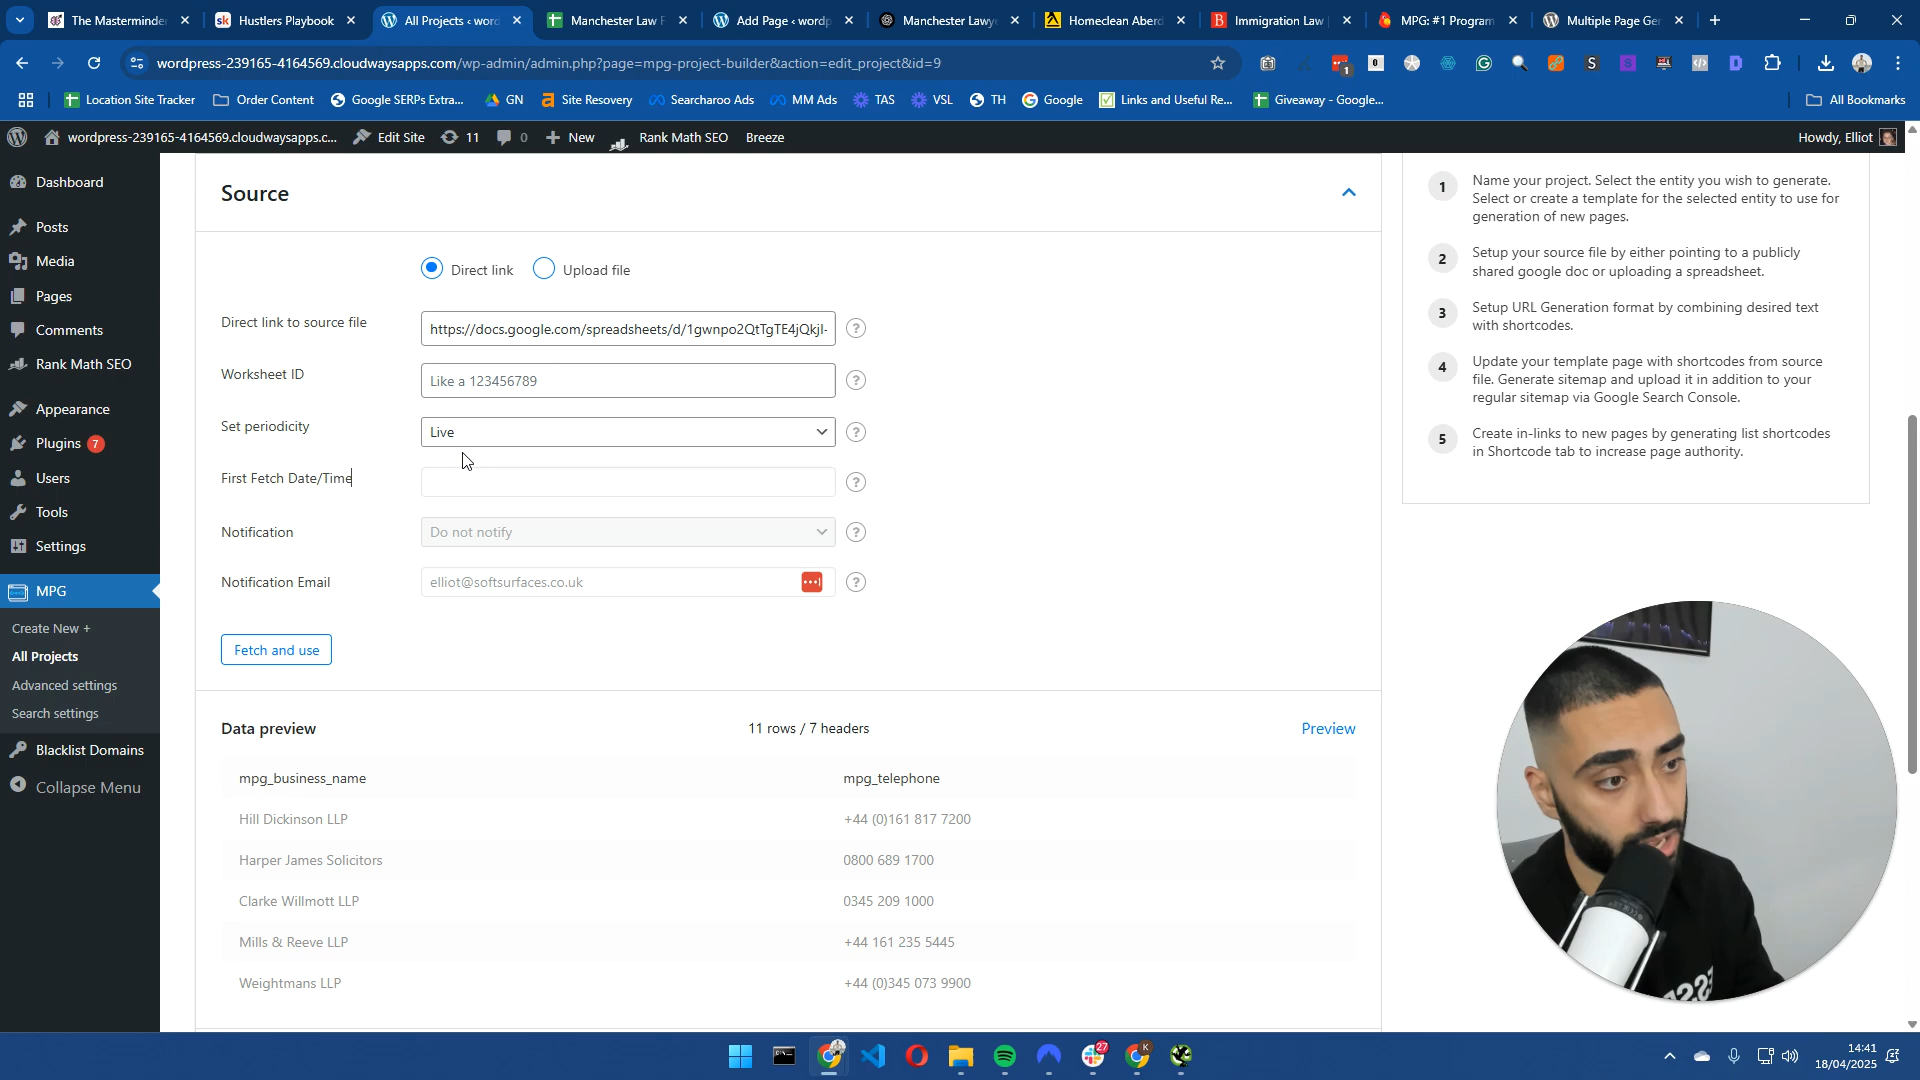 The Masterminder
Hustlers Playbook
All Projects ‹ word
Manchester Law F
Add Page ‹ wordp
Manchester Lawye
Homeclean Aberd
Immigration Law
MPG: #1 Program
Multiple Page Ge
wordpress-239165-4164569.cloudwaysapps.com/wp-admin/admin.php?page=mpg-project-builder&action=edit_project&id=9
Location Site Tracker
Order Content
Google SERPs Extra...
GN
Site Recovery
Searcharoo Ads
MM Ads
TAS
VSL
TH
Google
Links and Useful Re...
Giveaway - Google...
All Bookmarks
wordpress-239165-4164569.cloudwaysapps.c...
Edit Site
11
0
New
Rank Math SEO
Breeze
Howdy, Elliot
Dashboard
Posts
Media
Pages
Comments
Rank Math SEO
Appearance
Plugins 7
Users
Tools
Settings
MPG
Create New +
All Projects
Advanced settings
Search settings
Blacklist Domains
Collapse Menu
Source
Direct link
Upload file
Direct link to source file
https://docs.google.com/spreadsheets/d/1gwnpo2QtTgTE4jQkjI-
?
Worksheet ID
Like a 123456789
?
Set periodicity
Live
?
First Fetch Date/Time
?
Notification
Do not notify
?
Notification Email
elliot@softsurfaces.co.uk
?
Fetch and use
Data preview
11 rows / 7 headers
Preview
mpg_business_name
mpg_telephone
Hill Dickinson LLP
+44 (0)161 817 7200
Harper James Solicitors
0800 689 1700
Clarke Willmott LLP
0345 209 1000
Mills & Reeve LLP
+44 161 235 5445
Weightmans LLP
+44 (0)345 073 9900
1
Name your project. Select the entity you wish to generate.
Select or create a template for the selected entity to use for
generation of new pages.
2
Setup your source file by either pointing to a publicly
shared google doc or uploading a spreadsheet.
3
Setup URL Generation format by combining desired text
with shortcodes.
4
Update your template page with shortcodes from source
file. Generate sitemap and upload it in addition to your
regular sitemap via Google Search Console.
5
Create in-links to new pages by generating list shortcodes
in Shortcode tab to increase page authority.
27
14:41
18/04/2025